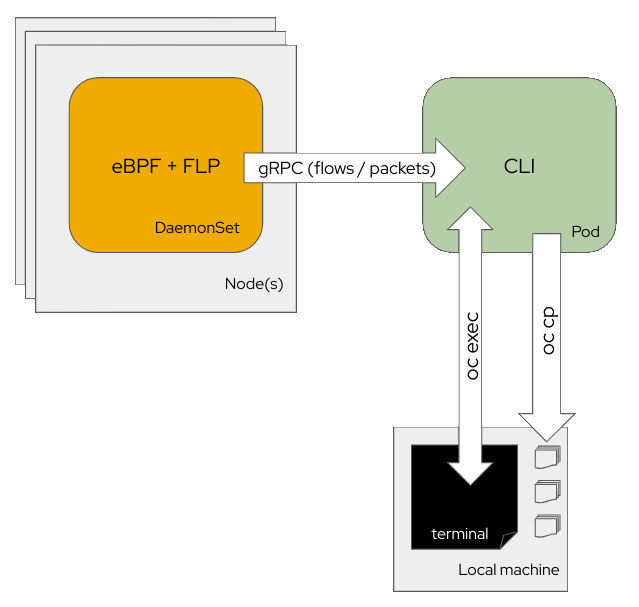 eBPF + FLP
gRPC (flows / packets)
CLI
DaemonSet
Pod
Node(s)
oc exec
oc cp
terminal
Local machine